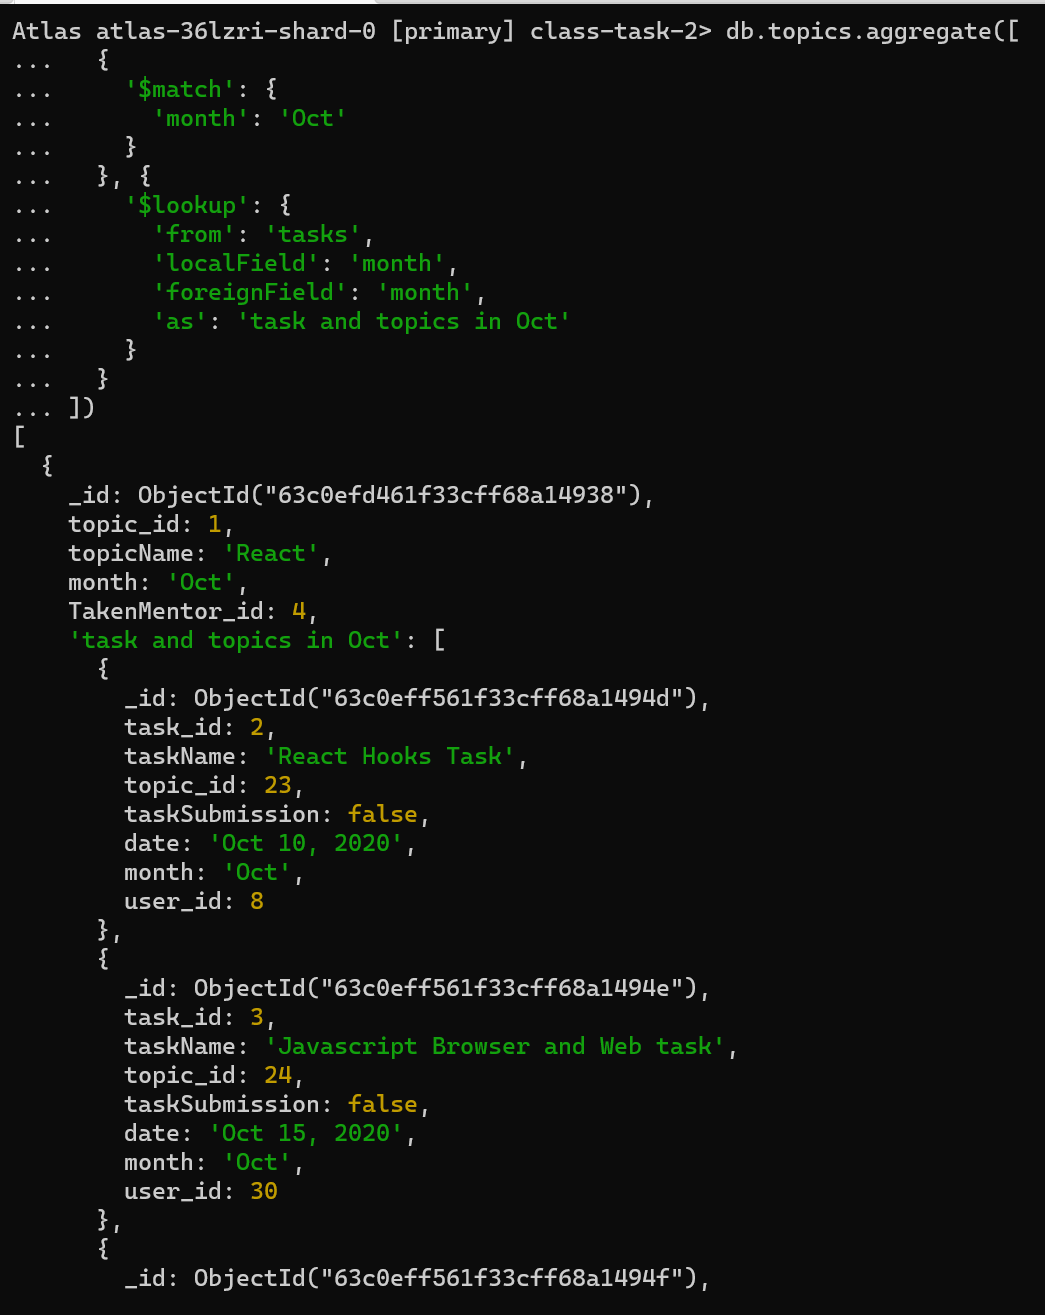 Atlas atlas-36lzri-shard-0 [primary] class-task-2> db.topics.aggregate([
...   {
...     '$match': {
...       'month': 'Oct'
...     }
...   }, {
...     '$lookup': {
...       'from': 'tasks',
...       'localField': 'month',
...       'foreignField': 'month',
...       'as': 'task and topics in Oct'
...     }
...   }
... ])
[
  {
    _id: ObjectId("63c0efd461f33cff68a14938"),
    topic_id: 1,
    topicName: 'React',
    month: 'Oct',
    TakenMentor_id: 4,
    'task and topics in Oct': [
      {
        _id: ObjectId("63c0eff561f33cff68a1494d"),
        task_id: 2,
        taskName: 'React Hooks Task',
        topic_id: 23,
        taskSubmission: false,
        date: 'Oct 10, 2020',
        month: 'Oct',
        user_id: 8
      },
      {
        _id: ObjectId("63c0eff561f33cff68a1494e"),
        task_id: 3,
        taskName: 'Javascript Browser and Web task',
        topic_id: 24,
        taskSubmission: false,
        date: 'Oct 15, 2020',
        month: 'Oct',
        user_id: 30
      },
      {
        _id: ObjectId("63c0eff561f33cff68a1494f"),